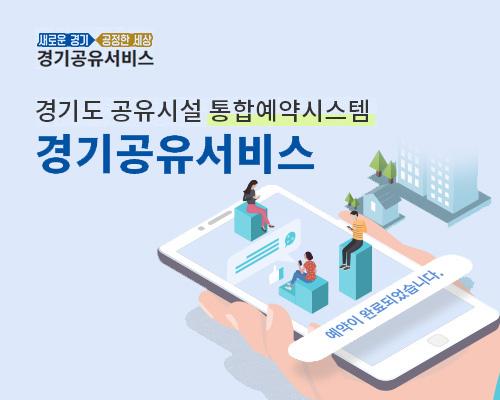 새로운 경기 공정한 세상
경기공유서비스
경기도 공유시설 통합예약시스템
경기공유서비스
예약이 완료되었습니다.